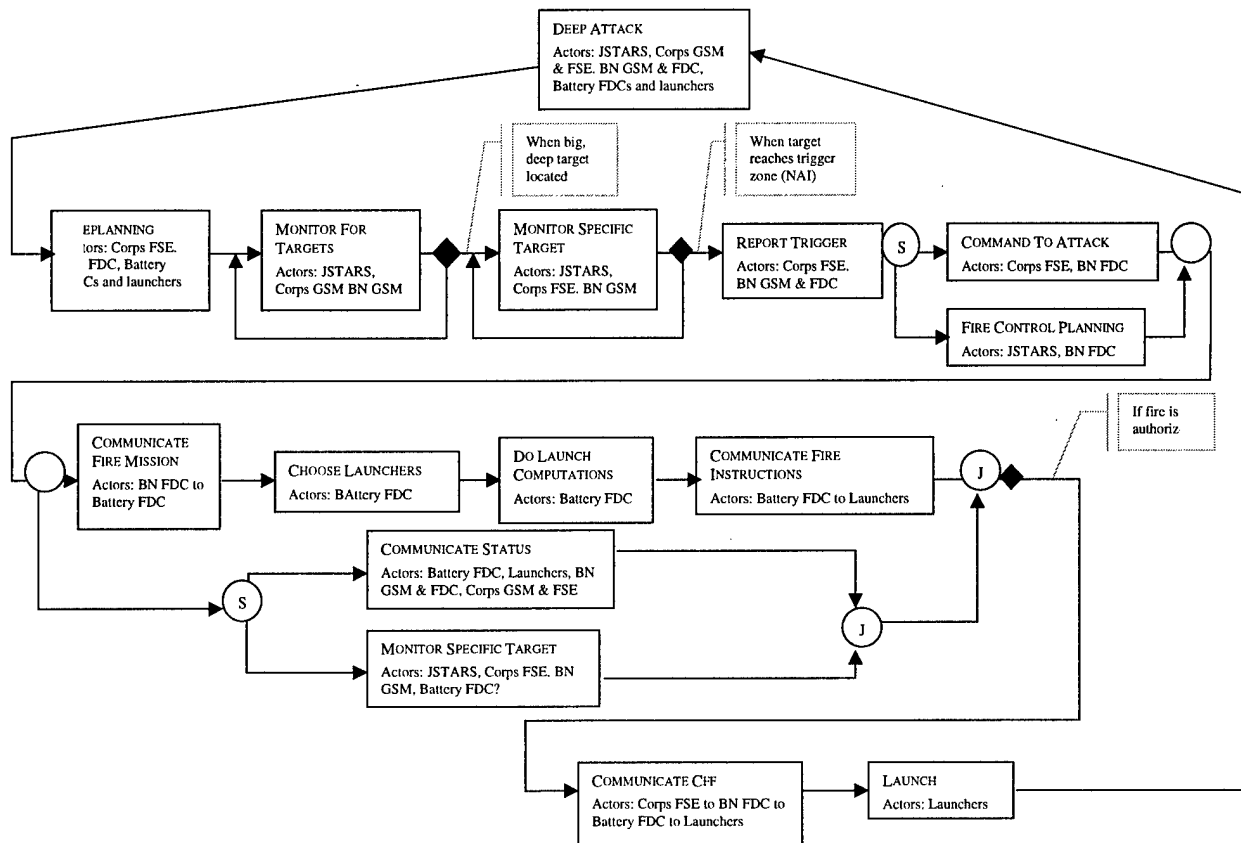 DEEP ATTACK
Actors: JSTARS, Corps GSM
& FSE. BN GSM & FDC,
Battery FDCs and launchers
When big,
deep target
located
When target
reaches trigger
zone (NAI)
EPLANNING
tors: Corps FSE.
FDC, Battery
Cs and launchers
MONITOR FOR
TARGETS
Actors: JSTARS,
Corps GSM BN GSM
MONITOR SPECIFIC
TARGET
Actors: JSTARS,
Corps FSE. BN GSM
REPORT TRIGGER
Actors: Corps FSE.
BN GSM & FDC
S
COMMAND TO ATTACK
Actors: Corps FSE, BN FDC
FIRE CONTROL PLANNING
Actors: JSTARS, BN FDC
If fire is
authoriz
COMMUNICATE
FIRE MISSION
Actors: BN FDC to
Battery FDC
CHOOSE LAUNCHERS
Actors: BAttery FDC
DO LAUNCH
COMPUTATIONS
Actors: Battery FDC
COMMUNICATE FIRE
INSTRUCTIONS
Actors: Battery FDC to Launchers
J
S
COMMUNICATE STATUS
Actors: Battery FDC, Launchers, BN
GSM & FDC, Corps GSM & FSE
MONITOR SPECIFIC TARGET
Actors: JSTARS, Corps FSE. BN
GSM, Battery FDC?
J
COMMUNICATE CFF
Actors: Corps FSE to BN FDC to
Battery FDC to Launchers
LAUNCH
Actors: Launchers